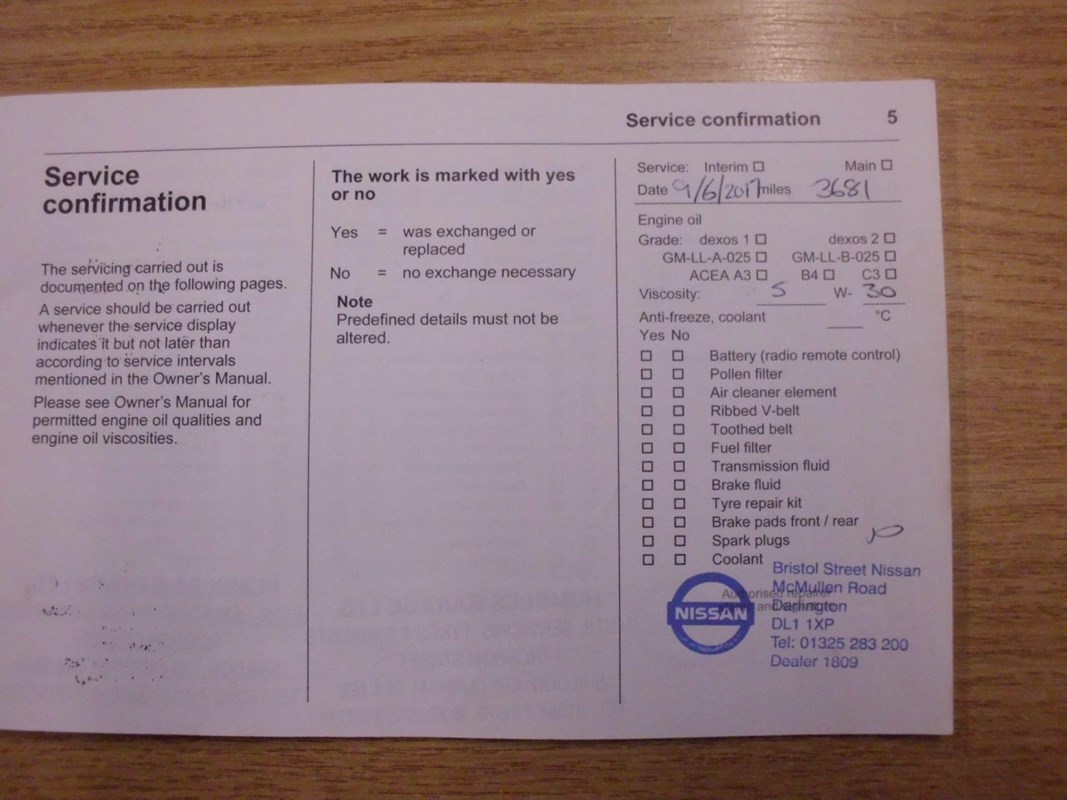 Service confirmation 5
Service
confirmation
The servicing carried out is
documented on the following pages.
A service should be carried out
whenever the service display
indicates it but not later than
according to service intervals
mentioned in the Owner's Manual.
Please see Owner's Manual for
permitted engine oil qualities and
engine oil viscosities.
The work is marked with yes
or no
Yes = was exchanged or
replaced
No = no exchange necessary
Note
Predefined details must not be
altered.
Service: Interim ☐ Main ☐
Date 9/6/2017 miles 3681
Engine oil
Grade: dexos 1 ☐ dexos 2 ☐
GM-LL-A-025 ☐ GM-LL-B-025 ☐
ACEA A3 ☐ B4 ☐ C3 ☐
Viscosity: 5 W- 30
Anti-freeze, coolant °C
Yes No
☐ ☐ Battery (radio remote control)
☐ ☐ Pollen filter
☐ ☐ Air cleaner element
☐ ☐ Ribbed V-belt
☐ ☐ Toothed belt
☐ ☐ Fuel filter
☐ ☐ Transmission fluid
☐ ☐ Brake fluid
☐ ☐ Tyre repair kit
☐ ☐ Brake pads front / rear
☐ ☐ Spark plugs
☐ ☐ Coolant
Authorised repairer
NISSAN
Bristol Street Nissan
McMullen Road
Darlington
DL1 1XP
Tel: 01325 283 200
Dealer 1809